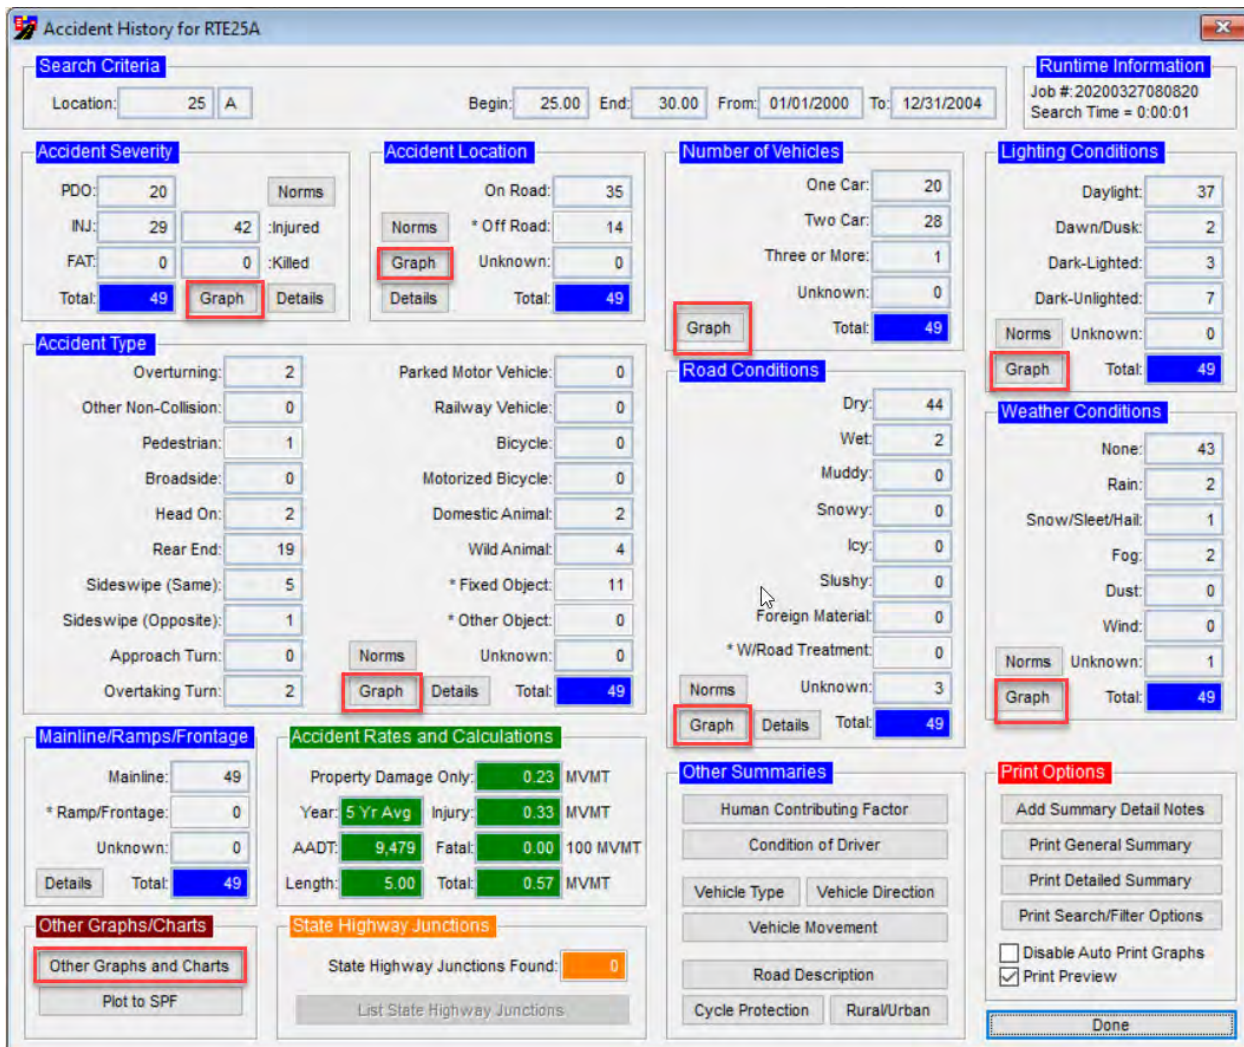 Accident History for RTE25A
Search Criteria
Location: 25 A Begin: 25.00 End: 30.00 From: 01/01/2000 To: 12/31/2004
Runtime Information
Job #:20200327080820
Search Time = 0:00:01
Accident Severity
PDO: 20 Norms
INJ: 29 42 :Injured
FAT: 0 0 :Killed
Total: 49 Graph Details
Accident Location
On Road: 35
Norms * Off Road: 14
Graph Unknown: 0
Details Total: 49
Number of Vehicles
One Car: 20
Two Car: 28
Three or More: 1
Unknown: 0
Graph Total: 49
Lighting Conditions
Daylight: 37
Dawn/Dusk: 2
Dark-Lighted: 3
Dark-Unlighted: 7
Norms Unknown: 0
Graph Total: 49
Accident Type
Overturning: 2 Parked Motor Vehicle: 0
Other Non-Collision: 0 Railway Vehicle: 0
Pedestrian: 1 Bicycle: 0
Broadside: 0 Motorized Bicycle: 0
Head On: 2 Domestic Animal: 2
Rear End: 19 Wild Animal: 4
Sideswipe (Same): 5 * Fixed Object: 11
Sideswipe (Opposite): 1 * Other Object: 0
Approach Turn: 0 Norms Unknown: 0
Overtaking Turn: 2 Graph Details Total: 49
Road Conditions
Dry: 44
Wet: 2
Muddy: 0
Snowy: 0
Icy: 0
Slushy: 0
Foreign Material: 0
* W/Road Treatment: 0
Norms Unknown: 3
Graph Details Total: 49
Weather Conditions
None: 43
Rain: 2
Snow/Sleet/Hail: 1
Fog: 2
Dust: 0
Wind: 0
Norms Unknown: 1
Graph Total: 49
Mainline/Ramps/Frontage
Mainline: 49
* Ramp/Frontage: 0
Unknown: 0
Details Total: 49
Accident Rates and Calculations
Property Damage Only: 0.23 MVMT
Year: 5 Yr Avg Injury: 0.33 MVMT
AADT: 9,479 Fatal: 0.00 100 MVMT
Length: 5.00 Total: 0.57 MVMT
Other Summaries
Human Contributing Factor
Condition of Driver
Vehicle Type Vehicle Direction
Vehicle Movement
Road Description
Cycle Protection Rural/Urban
Print Options
Add Summary Detail Notes
Print General Summary
Print Detailed Summary
Print Search/Filter Options
Disable Auto Print Graphs
Print Preview
Done
Other Graphs/Charts
Other Graphs and Charts
Plot to SPF
State Highway Junctions
State Highway Junctions Found: 0
List State Highway Junctions